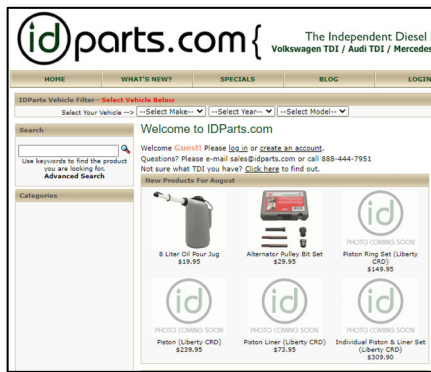 idparts.com{
The Independent Diesel
Volkswagen TDI / Audi TDI / Mercedes
HOME WHAT'S NEW? SPECIALS BLOG LOGIN
IDParts Vehicle Filter - Select Vehicle Below
Select Your Vehicle --> --Select Make-- --Select Year-- --Select Model--
Search
Use keywords to find the product
you are looking for.
Advanced Search
Categories
Welcome to IDParts.com
Welcome Guest! Please log in or create an account.
Questions? Please e-mail sales@idparts.com or call 888-444-7951
Not sure what TDI you have? Click here to find out.
New Products For August
8 Liter Oil Pour Jug
$19.95
Alternator Pulley Bit Set
$29.95
id
PHOTO COMING SOON
Piston Ring Set (Liberty
CRD)
$149.95
id
PHOTO COMING SOON
Piston (Liberty CRD)
$239.95
id
PHOTO COMING SOON
Piston Liner (Liberty CRD)
$73.95
id
PHOTO COMING SOON
Individual Piston & Liner Set
(Liberty CRD)
$309.90